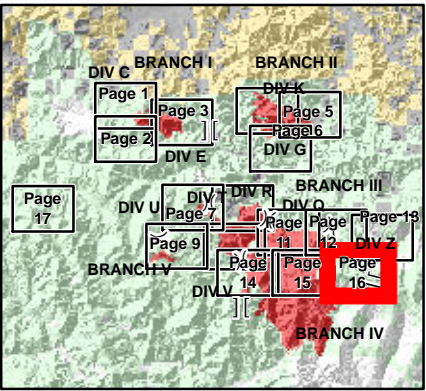 BRANCH I
BRANCH II
DIV C
DIV K
Page 1
Page 3
Page 5
Page 2
Page 6
DIV E
DIV G
BRANCH III
Page
17
DIV T
DIV R
DIV U
Page 7
DIV O
Page
11
Page
12
Page 13
Page 9
DIV Z
BRANCH V
Page
14
Page
15
Page
16
DIV V
BRANCH IV